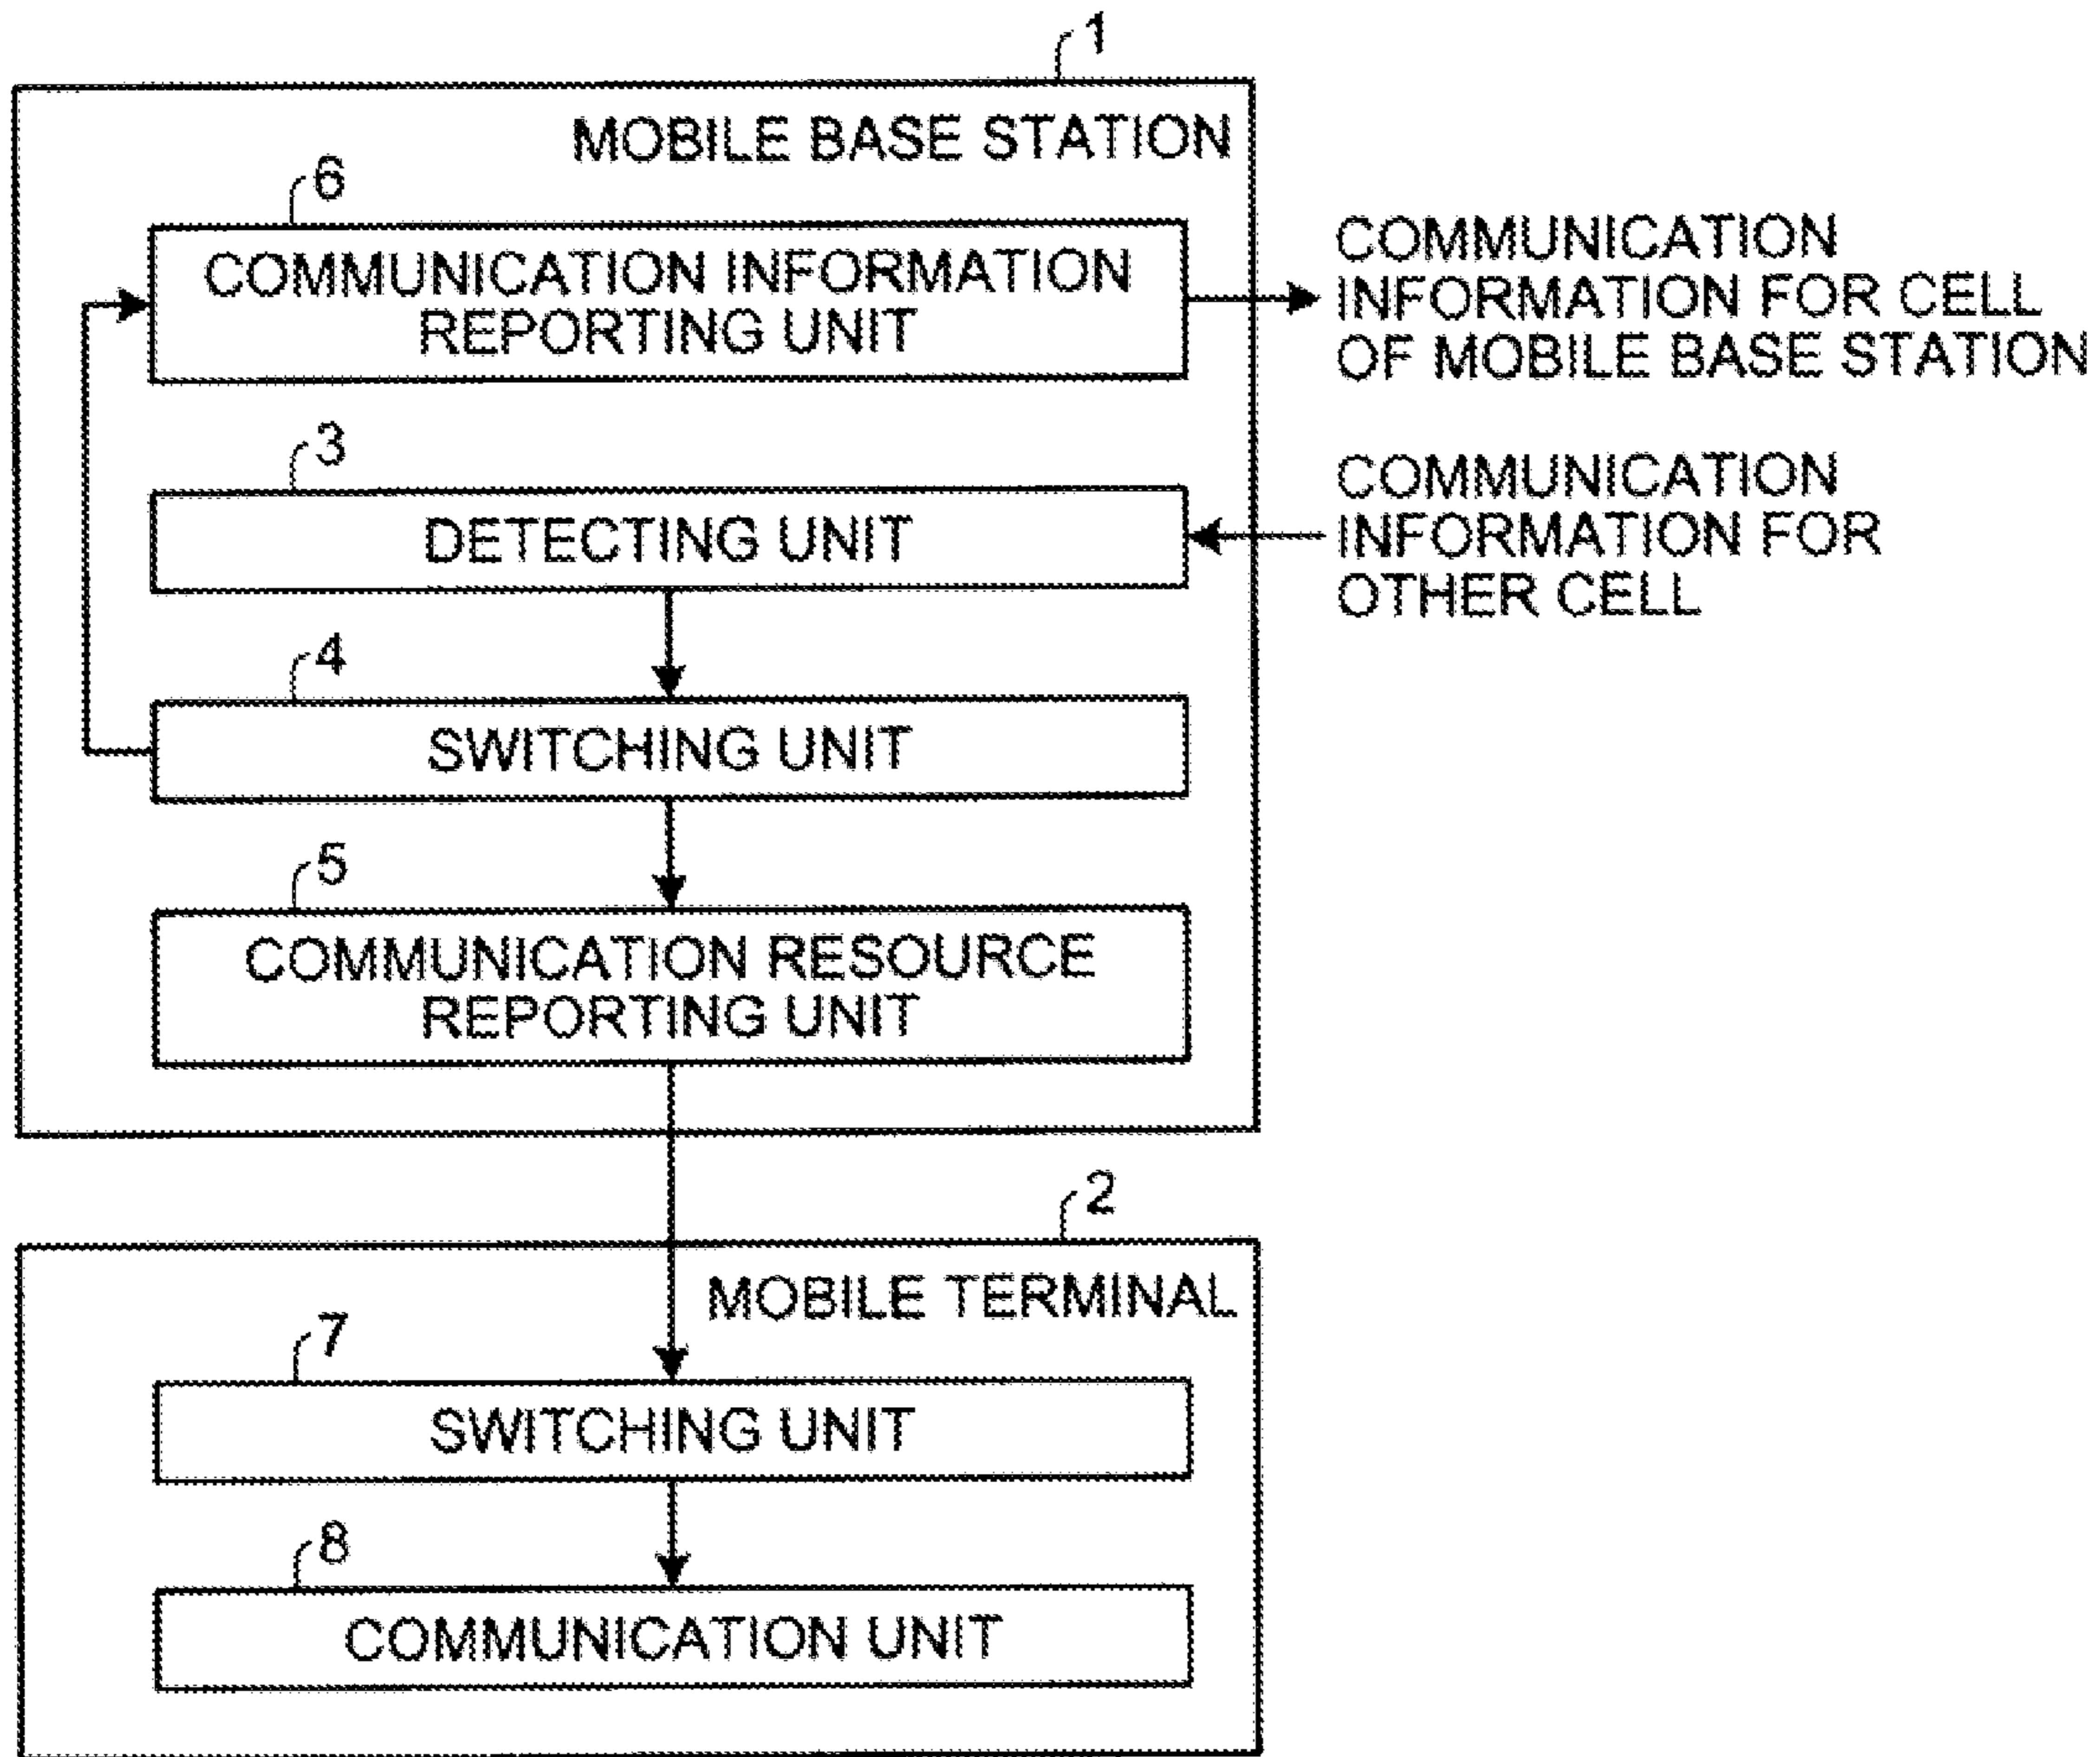 1
MOBILE BASE STATION
6
COMMUNICATION INFORMATION
REPORTING UNIT
COMMUNICATION
INFORMATION FOR CELL
OF MOBILE BASE STATION
3
DETECTING UNIT
COMMUNICATION
INFORMATION FOR
OTHER CELL
4
SWITCHING UNIT
5
COMMUNICATION RESOURCE
REPORTING UNIT
2
MOBILE TERMINAL
7
SWITCHING UNIT
8
COMMUNICATION UNIT